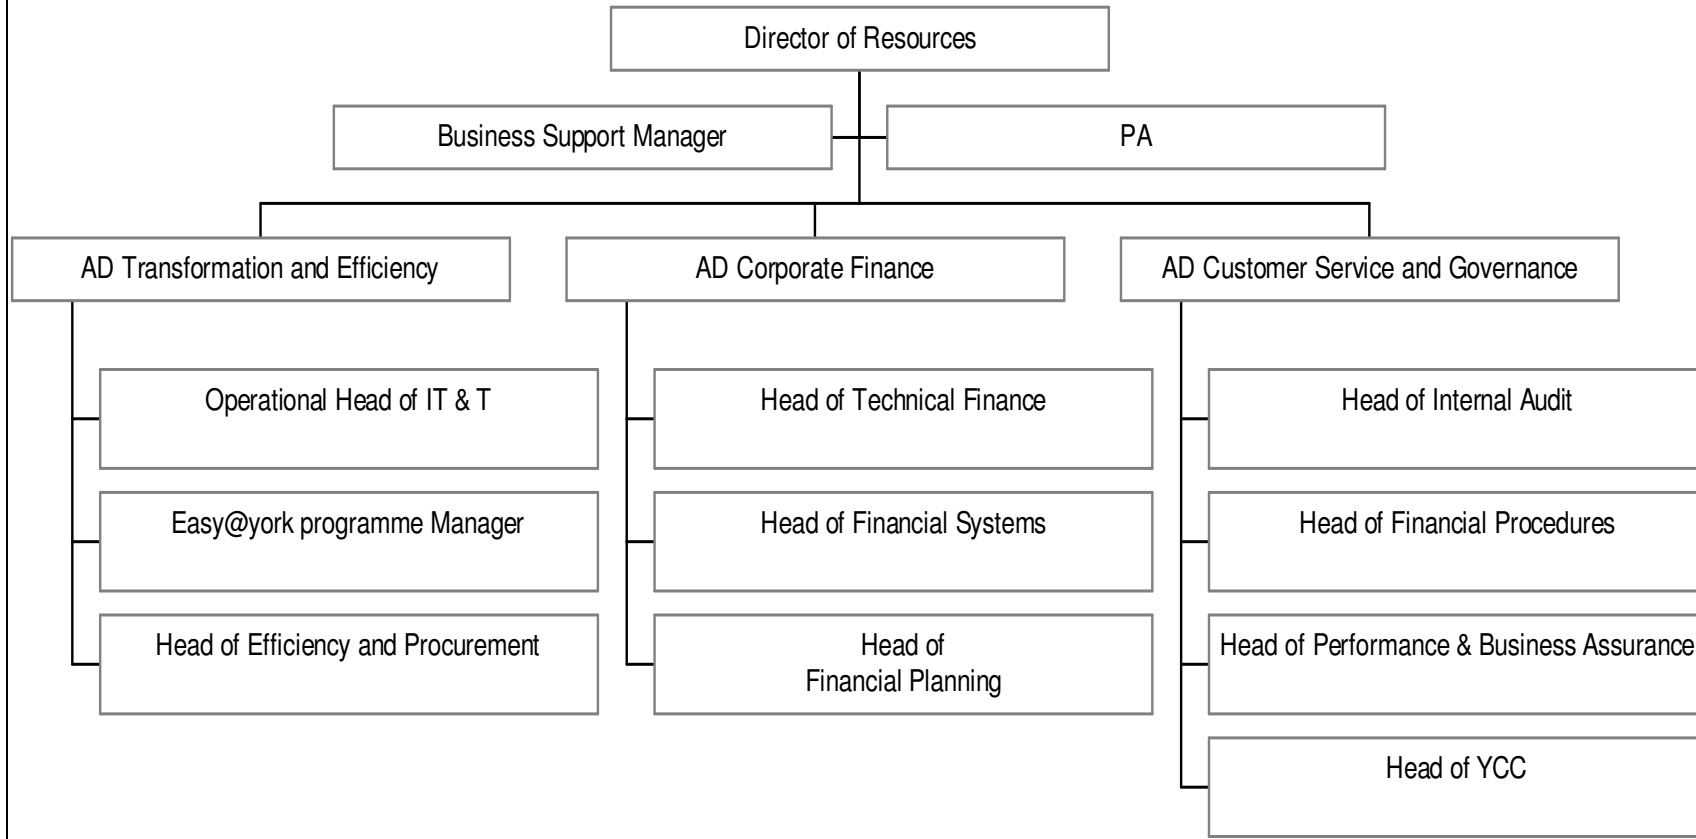 Director of Resources
Business Support Manager
PA
AD Transformation and Efficiency
AD Corporate Finance
AD Customer Service and Governance
Operational Head of IT & T
Head of Technical Finance
Head of Internal Audit
Easy@york programme Manager
Head of Financial Systems
Head of Financial Procedures
Head of Efficiency and Procurement
Head of
Financial Planning
Head of Performance & Business Assurance
Head of YCC